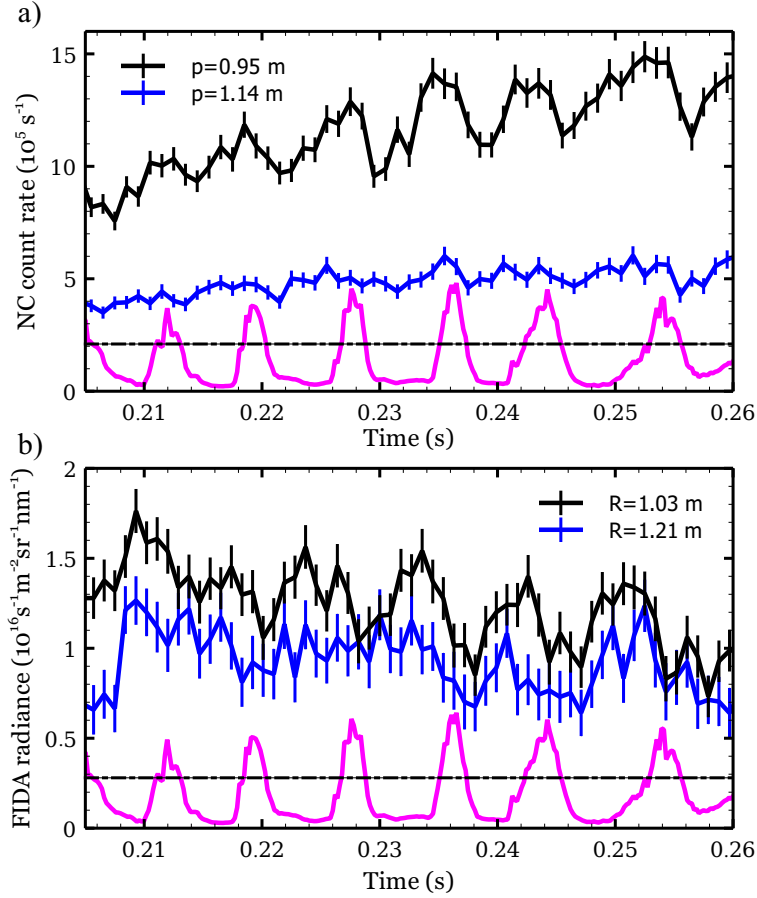 a)
NC count rate (10⁵ s⁻¹)
15
10
5
0
p=0.95 m
p=1.14 m
0.21 0.22 0.23 0.24 0.25 0.26
Time (s)
b)
FIDA radiance (10¹⁶s⁻¹m⁻²sr⁻¹nm⁻¹)
2
1.5
1
0.5
0
R=1.03 m
R=1.21 m
0.21 0.22 0.23 0.24 0.25 0.26
Time (s)